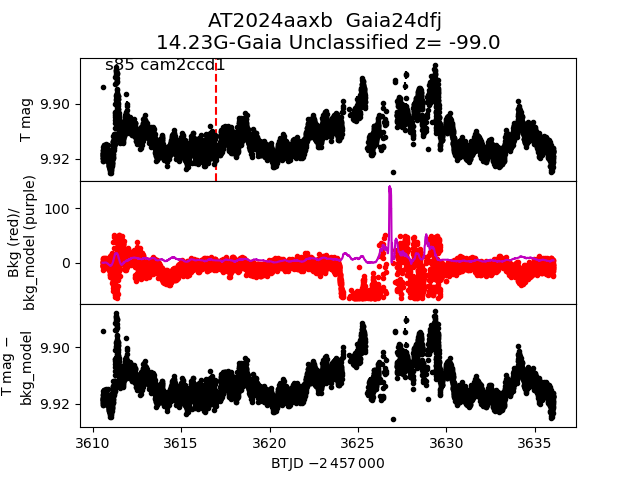 AT2024aaxb Gaia24dfj
14.23G-Gaia Unclassified z= -99.0
s85 cam2ccd1
T mag
9.90
9.92
Bkg (red)/
bkg_model (purple)
100
0
T mag −
bkg_model
9.90
9.92
3610 3615 3620 3625 3630 3635
BTJD −2 457 000